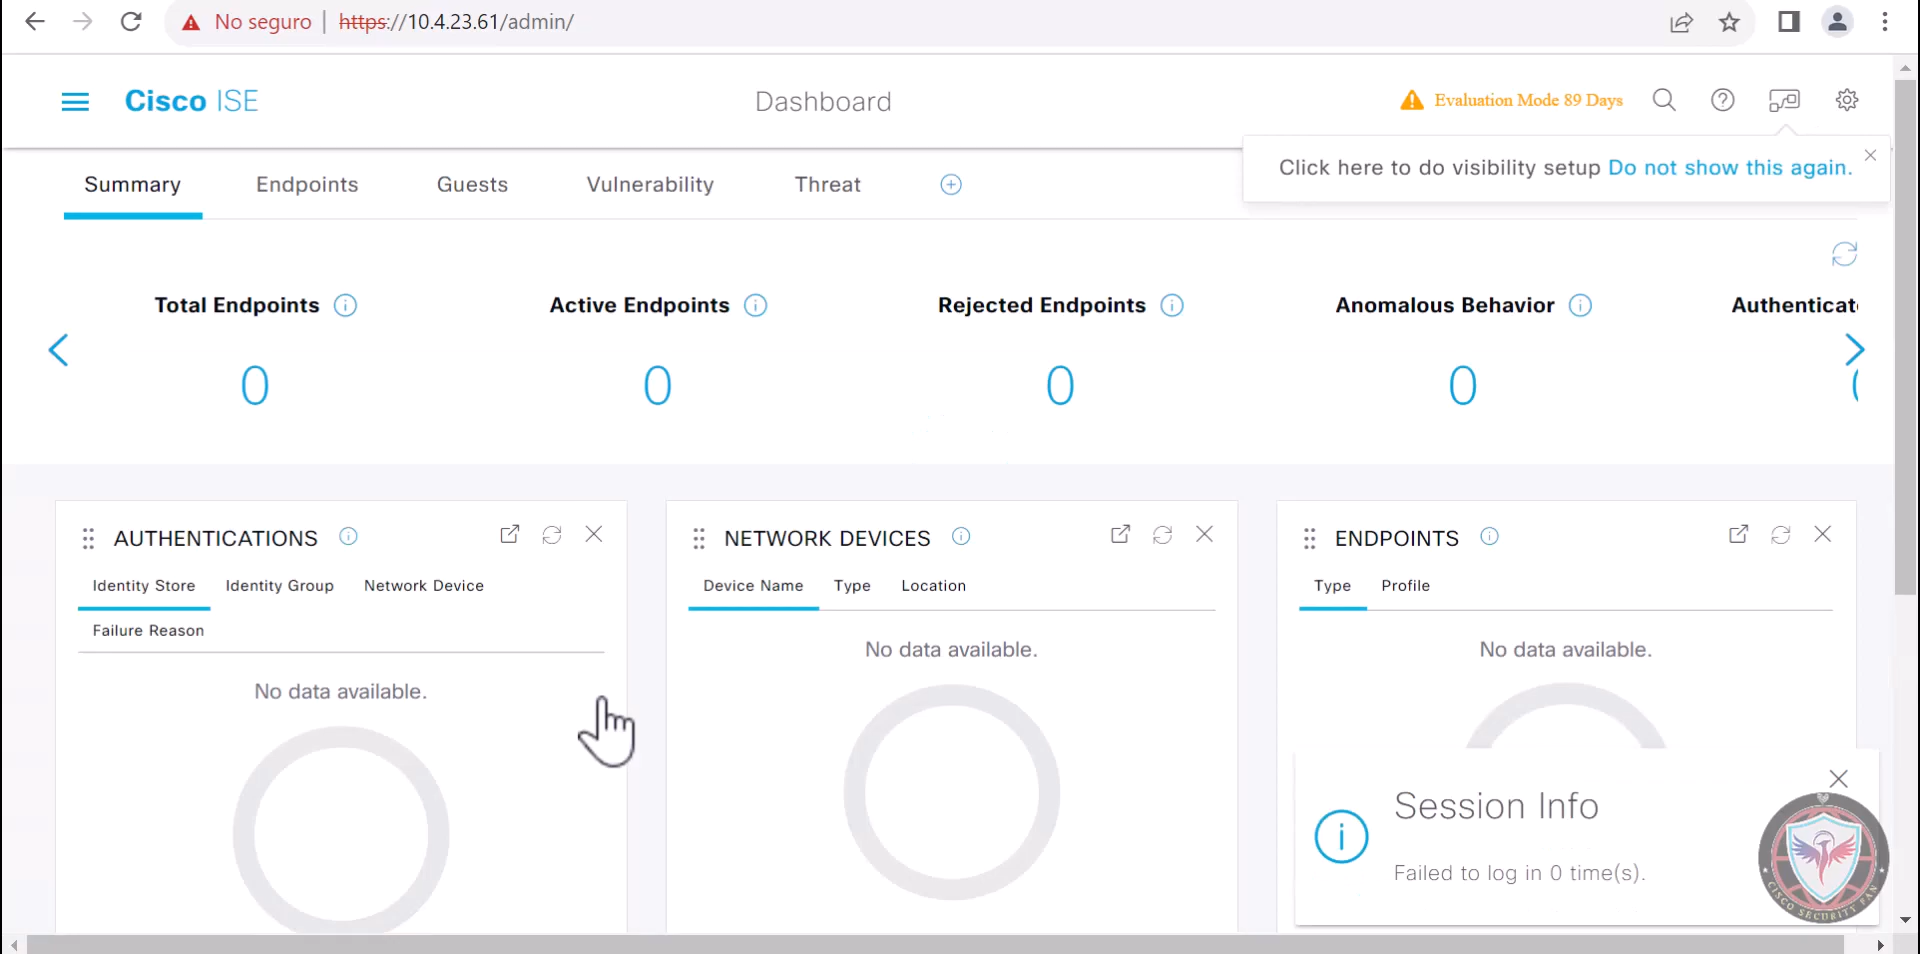 No seguro | https://10.4.23.61/admin/
Cisco ISE
Dashboard
Evaluation Mode 89 Days
Click here to do visibility setup Do not show this again.
Summary
Endpoints
Guests
Vulnerability
Threat
Total Endpoints
Active Endpoints
Rejected Endpoints
Anomalous Behavior
0
0
0
0
AUTHENTICATIONS
Identity Store
Identity Group
Network Device
Failure Reason
No data available.
NETWORK DEVICES
Device Name
Type
Location
No data available.
ENDPOINTS
Type
Profile
No data available.
Session Info
Failed to log in 0 time(s).
CISCO SECURITY FAN